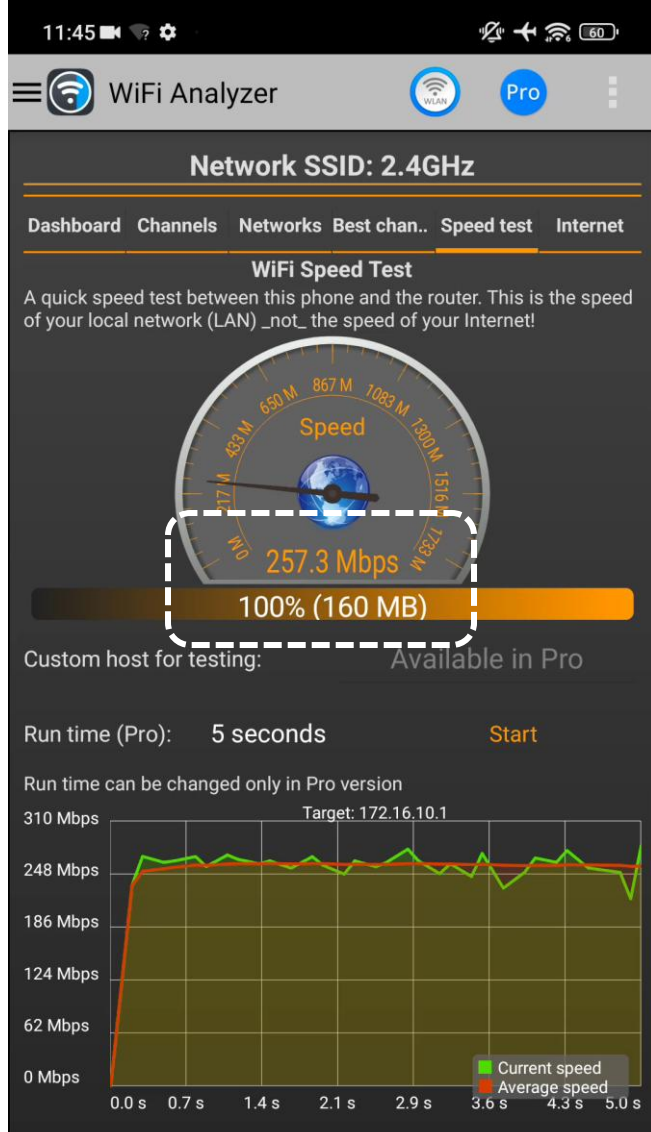 11:45
60
WiFi Analyzer
WLAN
Pro
Network SSID: 2.4GHz
Dashboard Channels Networks Best chan.. Speed test Internet
WiFi Speed Test
A quick speed test between this phone and the router. This is the speed
of your local network (LAN) _not_ the speed of your Internet!
0 M 217 M 433 M 650 M 867 M 1083 M 1300 M 1516 M 1733 M
Speed
257.3 Mbps
100% (160 MB)
Custom host for testing: Available in Pro
Run time (Pro): 5 seconds Start
Run time can be changed only in Pro version
Target: 172.16.10.1
310 Mbps
248 Mbps
186 Mbps
124 Mbps
62 Mbps
0 Mbps
Current speed
Average speed
0.0 s 0.7 s 1.4 s 2.1 s 2.9 s 3.6 s 4.3 s 5.0 s